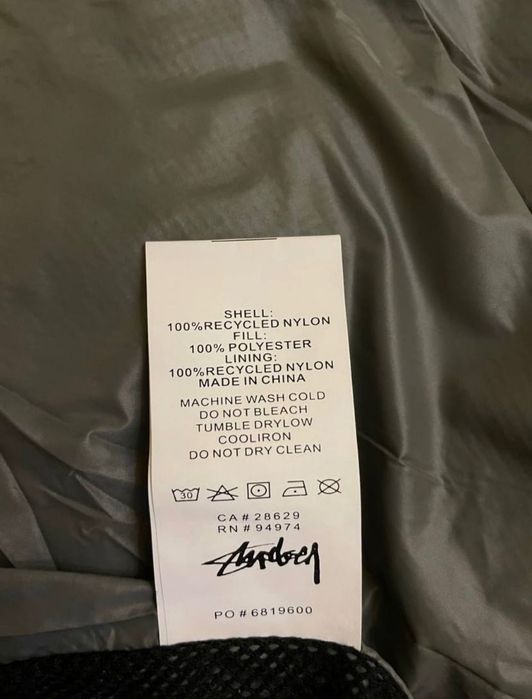 SHELL:
100%RECYCLED NYLON
FILL:
100% POLYESTER
LINING:
100%RECYCLED NYLON
MADE IN CHINA
MACHINE WASH COLD
DO NOT BLEACH
TUMBLE DRYLOW
COOLIRON
DO NOT DRY CLEAN
30
CA # 28629
RN # 94974
Stüssy
PO # 6819600